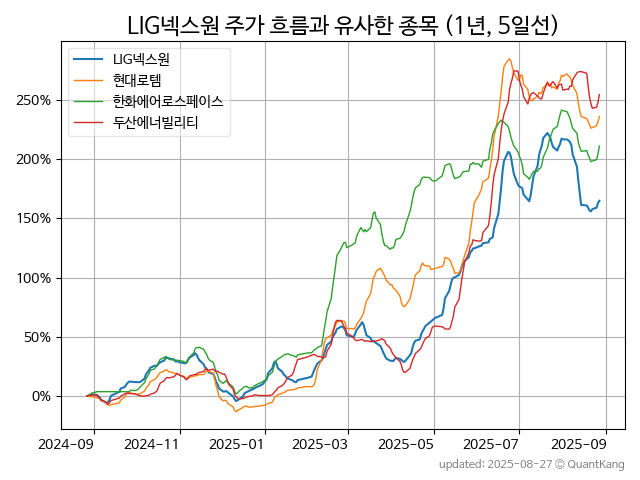 LIG넥스원 주가 흐름과 유사한 종목 (1년, 5일선)
LIG넥스원
현대로템
한화에어로스페이스
두산에너빌리티
250%
200%
150%
100%
50%
0%
2024-09 2024-11 2025-01 2025-03 2025-05 2025-07 2025-09
updated: 2025-08-27 © QuantKang